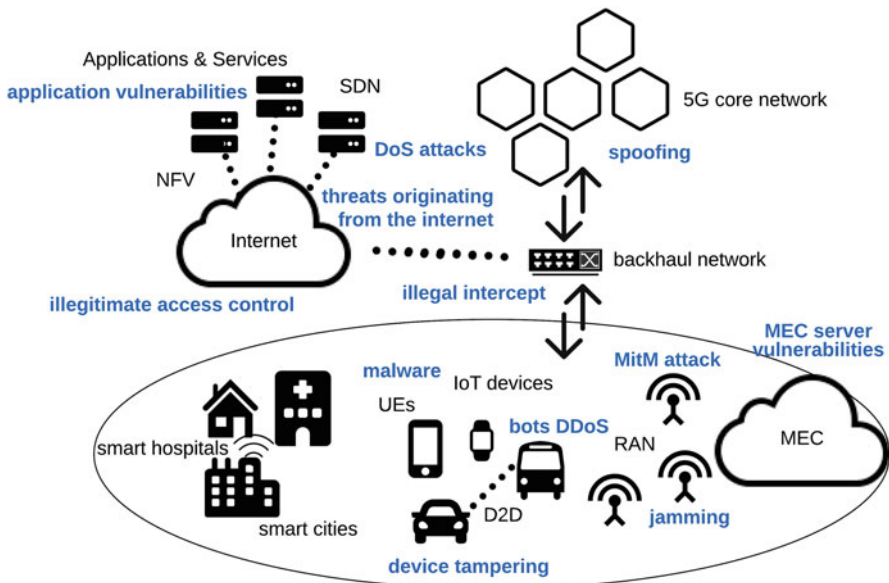 Applications & Services
application vulnerabilities
SDN
5G core network
DoS attacks
spoofing
NFV
threats originating
from the internet
Internet
backhaul network
illegitimate access control
illegal intercept
MEC server
vulnerabilities
malware
MitM attack
IoT devices
UEs
bots DDoS
smart hospitals
RAN
MEC
smart cities
D2D
jamming
device tampering